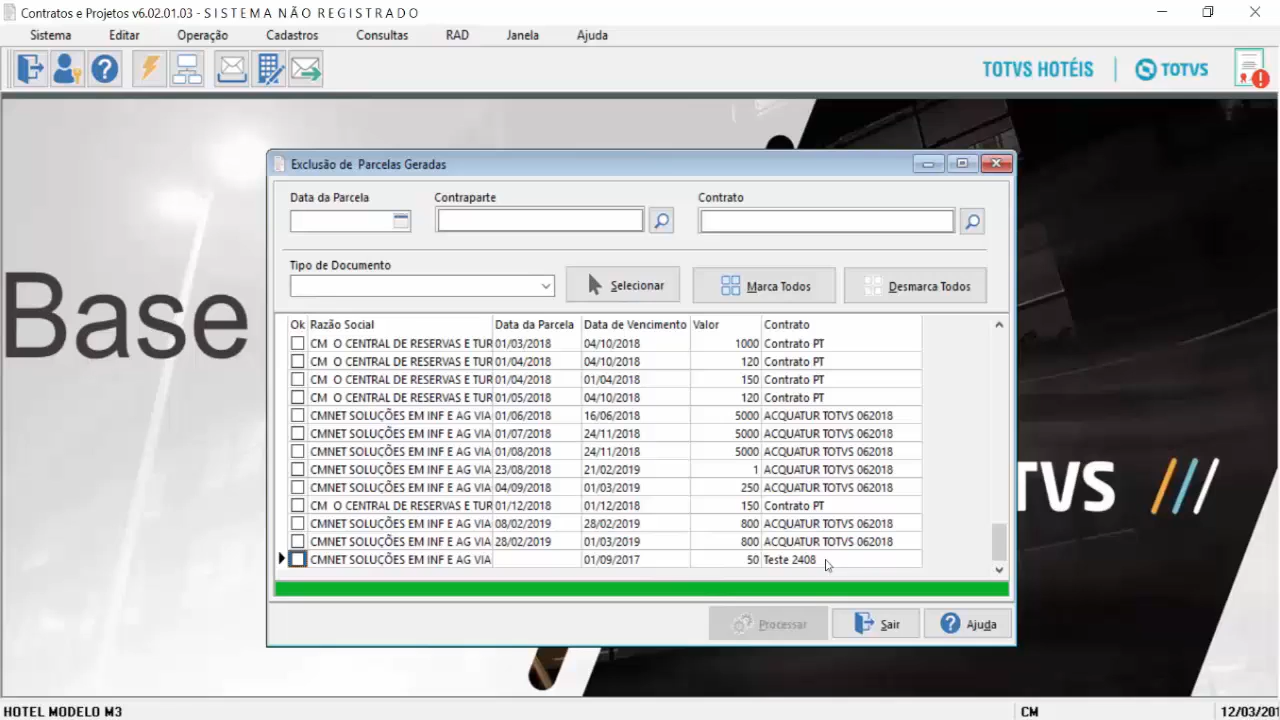 Contratos e Projetos v6.02.01.03 - S I S T E M A  N Ã O  R E G I S T R A D O
Sistema Editar Operação Cadastros Consultas RAD Janela Ajuda
TOTVS HOTÉIS TOTVS
Base
TVS
Exclusão de Parcelas Geradas
Data da Parcela Contraparte Contrato
Tipo de Documento
Selecionar Marca Todos Desmarca Todos
Ok Razão Social Data da Parcela Data de Vencimento Valor Contrato
CM O CENTRAL DE RESERVAS E TUR 01/03/2018 04/10/2018 1000 Contrato PT
CM O CENTRAL DE RESERVAS E TUR 01/04/2018 04/10/2018 120 Contrato PT
CM O CENTRAL DE RESERVAS E TUR 01/04/2018 01/04/2018 150 Contrato PT
CM O CENTRAL DE RESERVAS E TUR 01/05/2018 04/10/2018 120 Contrato PT
CMNET SOLUÇÕES EM INF E AG VIA 01/06/2018 16/06/2018 5000 ACQUATUR TOTVS 062018
CMNET SOLUÇÕES EM INF E AG VIA 01/07/2018 24/11/2018 5000 ACQUATUR TOTVS 062018
CMNET SOLUÇÕES EM INF E AG VIA 01/08/2018 24/11/2018 5000 ACQUATUR TOTVS 062018
CMNET SOLUÇÕES EM INF E AG VIA 23/08/2018 21/02/2019 1 ACQUATUR TOTVS 062018
CMNET SOLUÇÕES EM INF E AG VIA 04/09/2018 01/03/2019 250 ACQUATUR TOTVS 062018
CM O CENTRAL DE RESERVAS E TUR 01/12/2018 01/12/2018 150 Contrato PT
CMNET SOLUÇÕES EM INF E AG VIA 08/02/2019 28/02/2019 800 ACQUATUR TOTVS 062018
CMNET SOLUÇÕES EM INF E AG VIA 28/02/2019 01/03/2019 800 ACQUATUR TOTVS 062018
CMNET SOLUÇÕES EM INF E AG VIA 01/09/2017 50 Teste 2408
Processar Sair Ajuda
HOTEL MODELO M3 CM 12/03/201